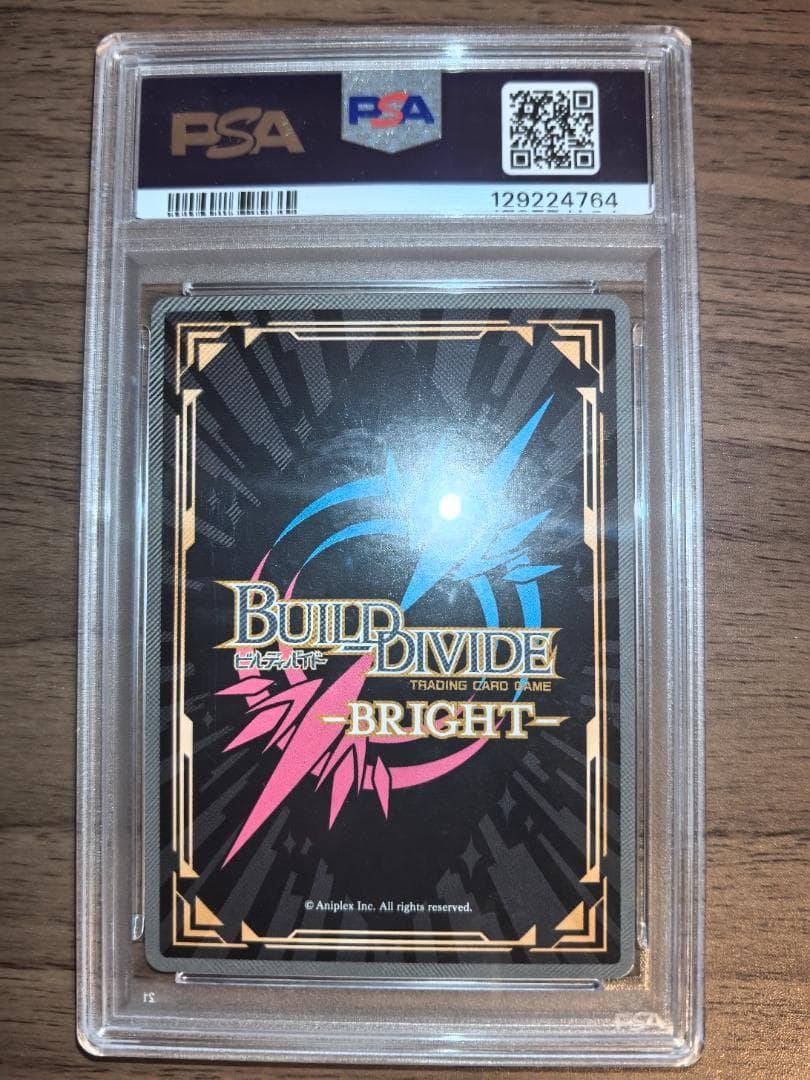 PSA
PSA
129224764
BUILD DIVIDE
ビルディバイド
TRADING CARD GAME
-BRIGHT-
© Aniplex Inc. All rights reserved.
PSA